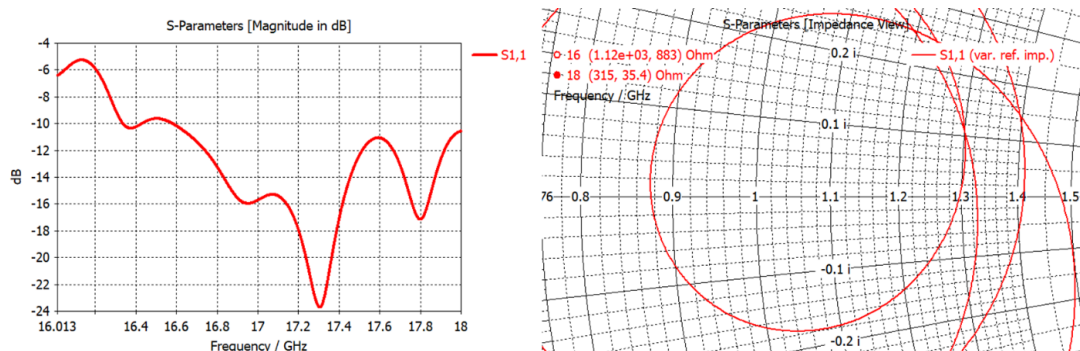 S-Parameters [Magnitude in dB]
-4
-6
-8
-10
-12
-14
-16
-18
-20
-22
-24
dB
16.013
16.4
16.6
16.8
17
17.2
17.4
17.6
17.8
18
Frequency / GHz
S1,1
S-Parameters [Impedance View]
16 (1.12e+03, 883) Ohm
18 (315, 35.4) Ohm
Frequency / GHz
S1,1 (var. ref. imp.)
0.2 i
0.1 i
76
0.8
0.9
1
1.1
1.2
1.3
1.4
1.5
-0.1 i
-0.2 i